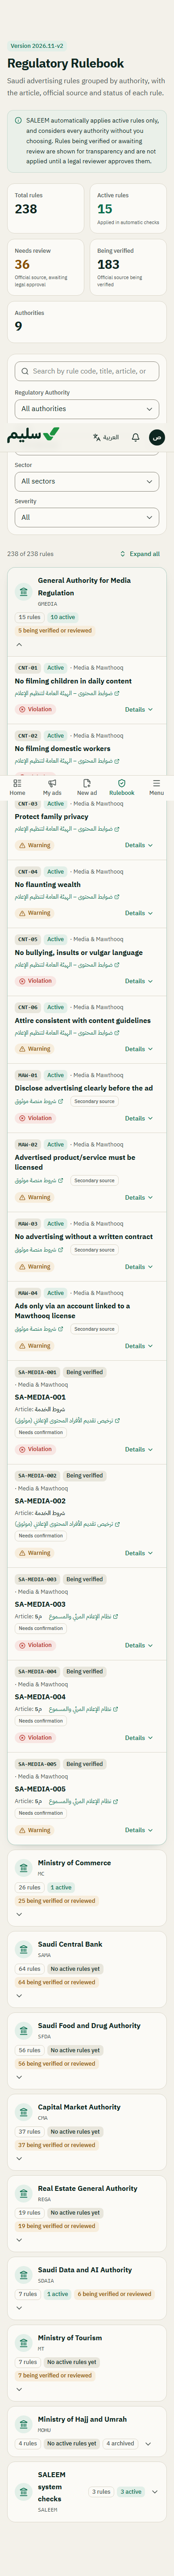 Version 2026.11-v2
Regulatory Rulebook
Saudi advertising rules grouped by authority, with
the article, official source and status of each rule.
SALEEM automatically applies active rules only,
and considers every authority without you
choosing. Rules being verified or awaiting
review are shown for transparency and are not
applied until a legal reviewer approves them.
Total rules
238
Active rules
15
Applied in automatic checks
Needs review
36
Official source, awaiting
legal approval
Being verified
183
Official source being
verified
Authorities
9
Search by rule code, title, article, or
Regulatory Authority
All authorities
سليم
العربية
ص
Sector
All sectors
Severity
All
238 of 238 rules
Expand all
General Authority for Media
Regulation
GMEDIA
15 rules
10 active
5 being verified or reviewed
CNT-01 Active · Media & Mawthooq
No filming children in daily content
ضوابط المحتوى – الهيئة العامة لتنظيم الإعلام
Violation Details
CNT-02 Active · Media & Mawthooq
No filming domestic workers
ضوابط المحتوى – الهيئة العامة لتنظيم الإعلام
Home
My ads
New ad
Rulebook
Menu
CNT-03 Active · Media & Mawthooq
Protect family privacy
ضوابط المحتوى – الهيئة العامة لتنظيم الإعلام
Warning Details
CNT-04 Active · Media & Mawthooq
No flaunting wealth
ضوابط المحتوى – الهيئة العامة لتنظيم الإعلام
Warning Details
CNT-05 Active · Media & Mawthooq
No bullying, insults or vulgar language
ضوابط المحتوى – الهيئة العامة لتنظيم الإعلام
Violation Details
CNT-06 Active · Media & Mawthooq
Attire consistent with content guidelines
ضوابط المحتوى – الهيئة العامة لتنظيم الإعلام
Warning Details
MAW-01 Active · Media & Mawthooq
Disclose advertising clearly before the ad
شروط منصة موثوق Secondary source
Violation Details
MAW-02 Active · Media & Mawthooq
Advertised product/service must be
licensed
شروط منصة موثوق Secondary source
Warning Details
MAW-03 Active · Media & Mawthooq
No advertising without a written contract
شروط منصة موثوق Secondary source
Warning Details
MAW-04 Active · Media & Mawthooq
Ads only via an account linked to a
Mawthooq license
شروط منصة موثوق Secondary source
Warning Details
SA-MEDIA-001 Being verified
· Media & Mawthooq
SA-MEDIA-001
Article: شروط الخدمة
ترخيص تقديم الأفراد المحتوى الإعلاني (موثوق)
Needs confirmation
Violation Details
SA-MEDIA-002 Being verified
· Media & Mawthooq
SA-MEDIA-002
Article: شروط الخدمة
ترخيص تقديم الأفراد المحتوى الإعلاني (موثوق)
Needs confirmation
Warning Details
SA-MEDIA-003 Being verified
· Media & Mawthooq
SA-MEDIA-003
Article: م5 نظام الإعلام المرئي والمسموع
Needs confirmation
Violation Details
SA-MEDIA-004 Being verified
· Media & Mawthooq
SA-MEDIA-004
Article: م5 نظام الإعلام المرئي والمسموع
Needs confirmation
Violation Details
SA-MEDIA-005 Being verified
· Media & Mawthooq
SA-MEDIA-005
Article: م5 نظام الإعلام المرئي والمسموع
Needs confirmation
Warning Details
Ministry of Commerce
MC
26 rules
1 active
25 being verified or reviewed
Saudi Central Bank
SAMA
64 rules
No active rules yet
64 being verified or reviewed
Saudi Food and Drug Authority
SFDA
56 rules
No active rules yet
56 being verified or reviewed
Capital Market Authority
CMA
37 rules
No active rules yet
37 being verified or reviewed
Real Estate General Authority
REGA
19 rules
No active rules yet
19 being verified or reviewed
Saudi Data and AI Authority
SDAIA
7 rules
1 active
6 being verified or reviewed
Ministry of Tourism
MT
7 rules
No active rules yet
7 being verified or reviewed
Ministry of Hajj and Umrah
MOHU
4 rules
No active rules yet
4 archived
SALEEM
system
checks
SALEEM
3 rules
3 active